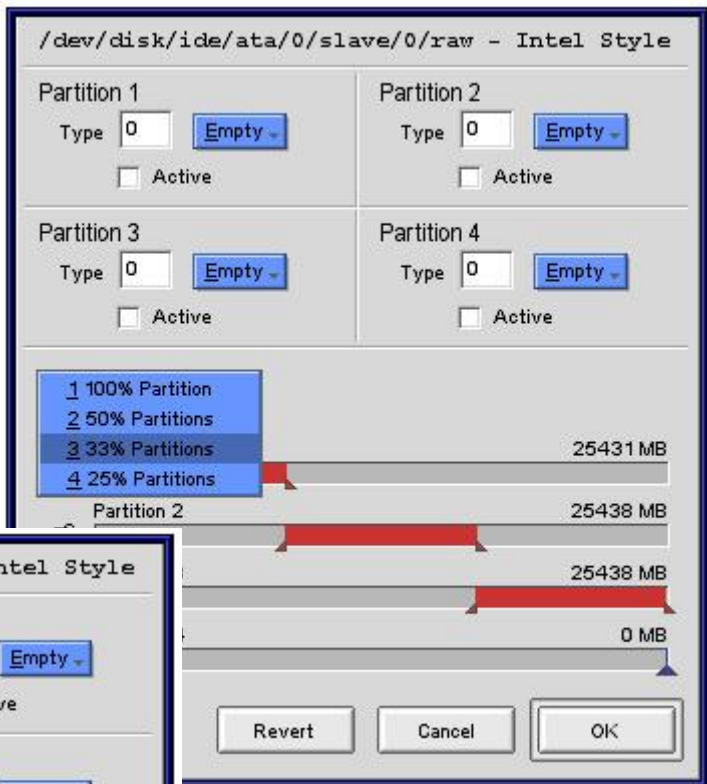 /dev/disk/ide/ata/0/slave/0/raw - Intel Style
Partition 1
Type 0 Empty
Active
Partition 2
Type 0 Empty
Active
Partition 3
Type 0 Empty
Active
Partition 4
Type 0 Empty
Active
1 100% Partition
2 50% Partitions
3 33% Partitions
4 25% Partitions
25431 MB
Partition 2 25438 MB
25438 MB
0 MB
Revert Cancel OK
Style
Empty